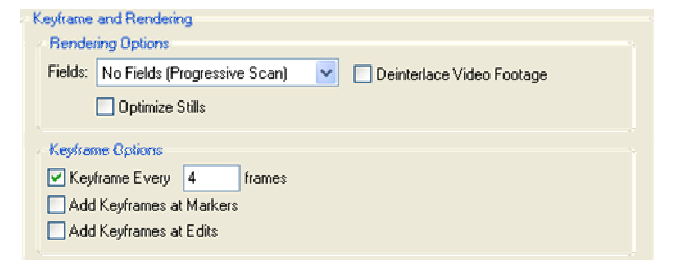 Keyframe and Rendering
Rendering Options
Fields: No Fields (Progressive Scan) Deinterlace Video Footage
Optimize Stills
Keyframe Options
Keyframe Every 4 frames
Add Keyframes at Markers
Add Keyframes at Edits